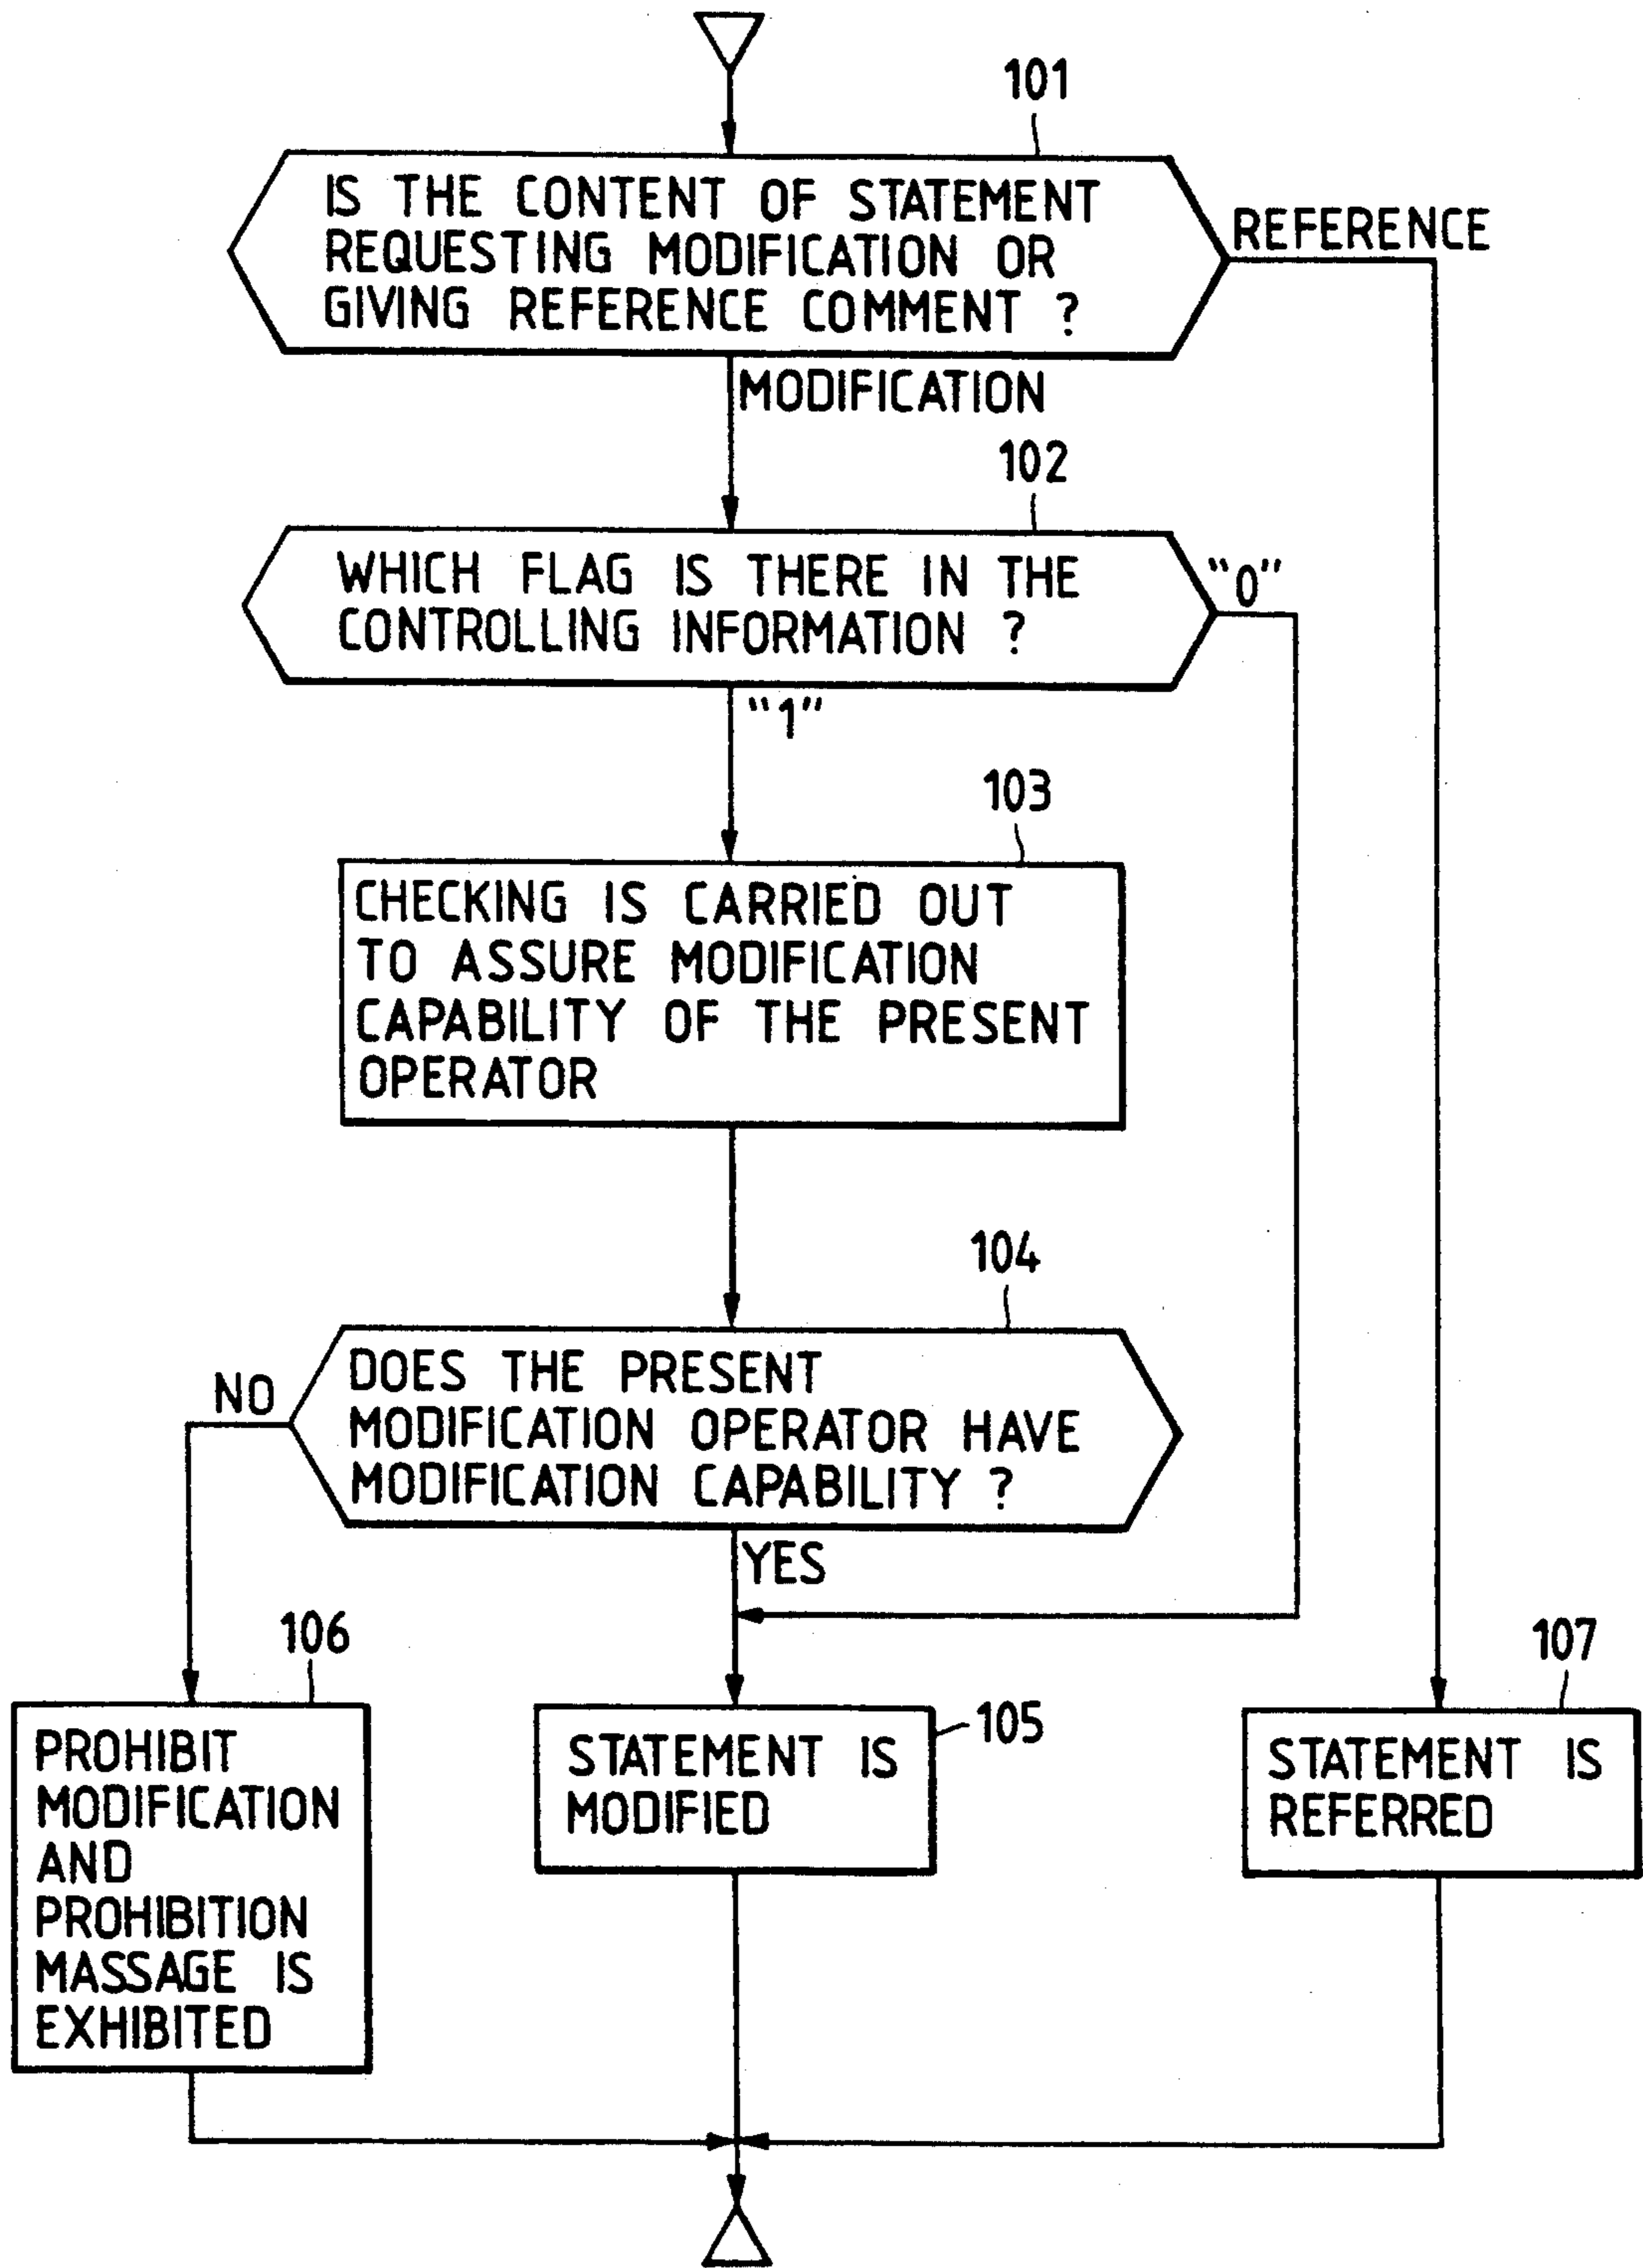 101
IS THE CONTENT OF STATEMENT
REQUESTING MODIFICATION OR
GIVING REFERENCE COMMENT ?
REFERENCE
MODIFICATION
102
WHICH FLAG IS THERE IN THE
CONTROLLING INFORMATION ?
"0"
"1"
103
CHECKING IS CARRIED OUT
TO ASSURE MODIFICATION
CAPABILITY OF THE PRESENT
OPERATOR
104
DOES THE PRESENT
MODIFICATION OPERATOR HAVE
MODIFICATION CAPABILITY ?
NO
YES
106
PROHIBIT
MODIFICATION
AND
PROHIBITION
MASSAGE IS
EXHIBITED
105
STATEMENT IS
MODIFIED
107
STATEMENT IS
REFERRED